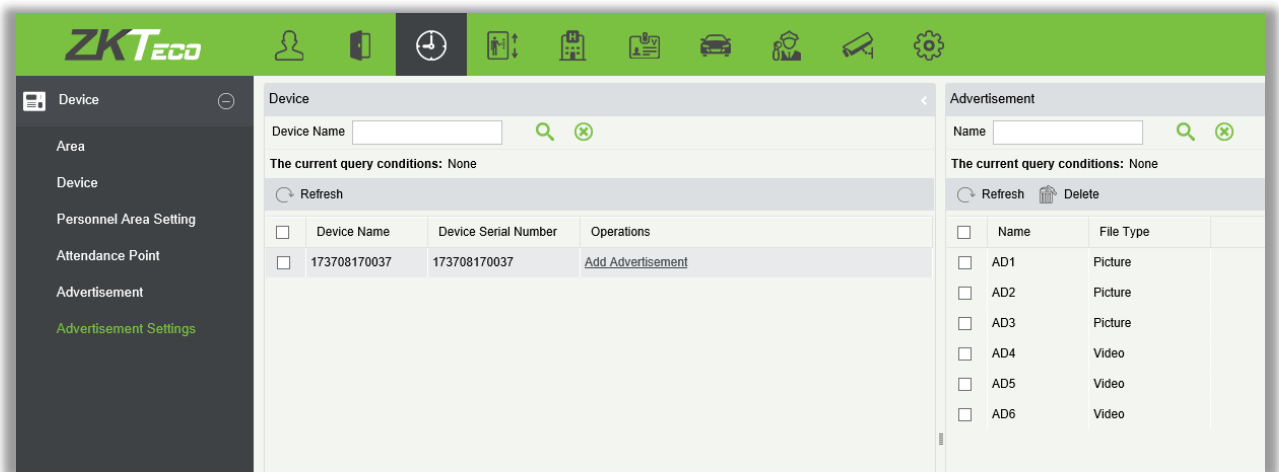 ZKTeco
Device
Area
Device
Personnel Area Setting
Attendance Point
Advertisement
Advertisement Settings
Device
Device Name
The current query conditions: None
Refresh
Device Name Device Serial Number Operations
173708170037 173708170037 Add Advertisement
Advertisement
Name
The current query conditions: None
Refresh Delete
Name File Type
AD1 Picture
AD2 Picture
AD3 Picture
AD4 Video
AD5 Video
AD6 Video